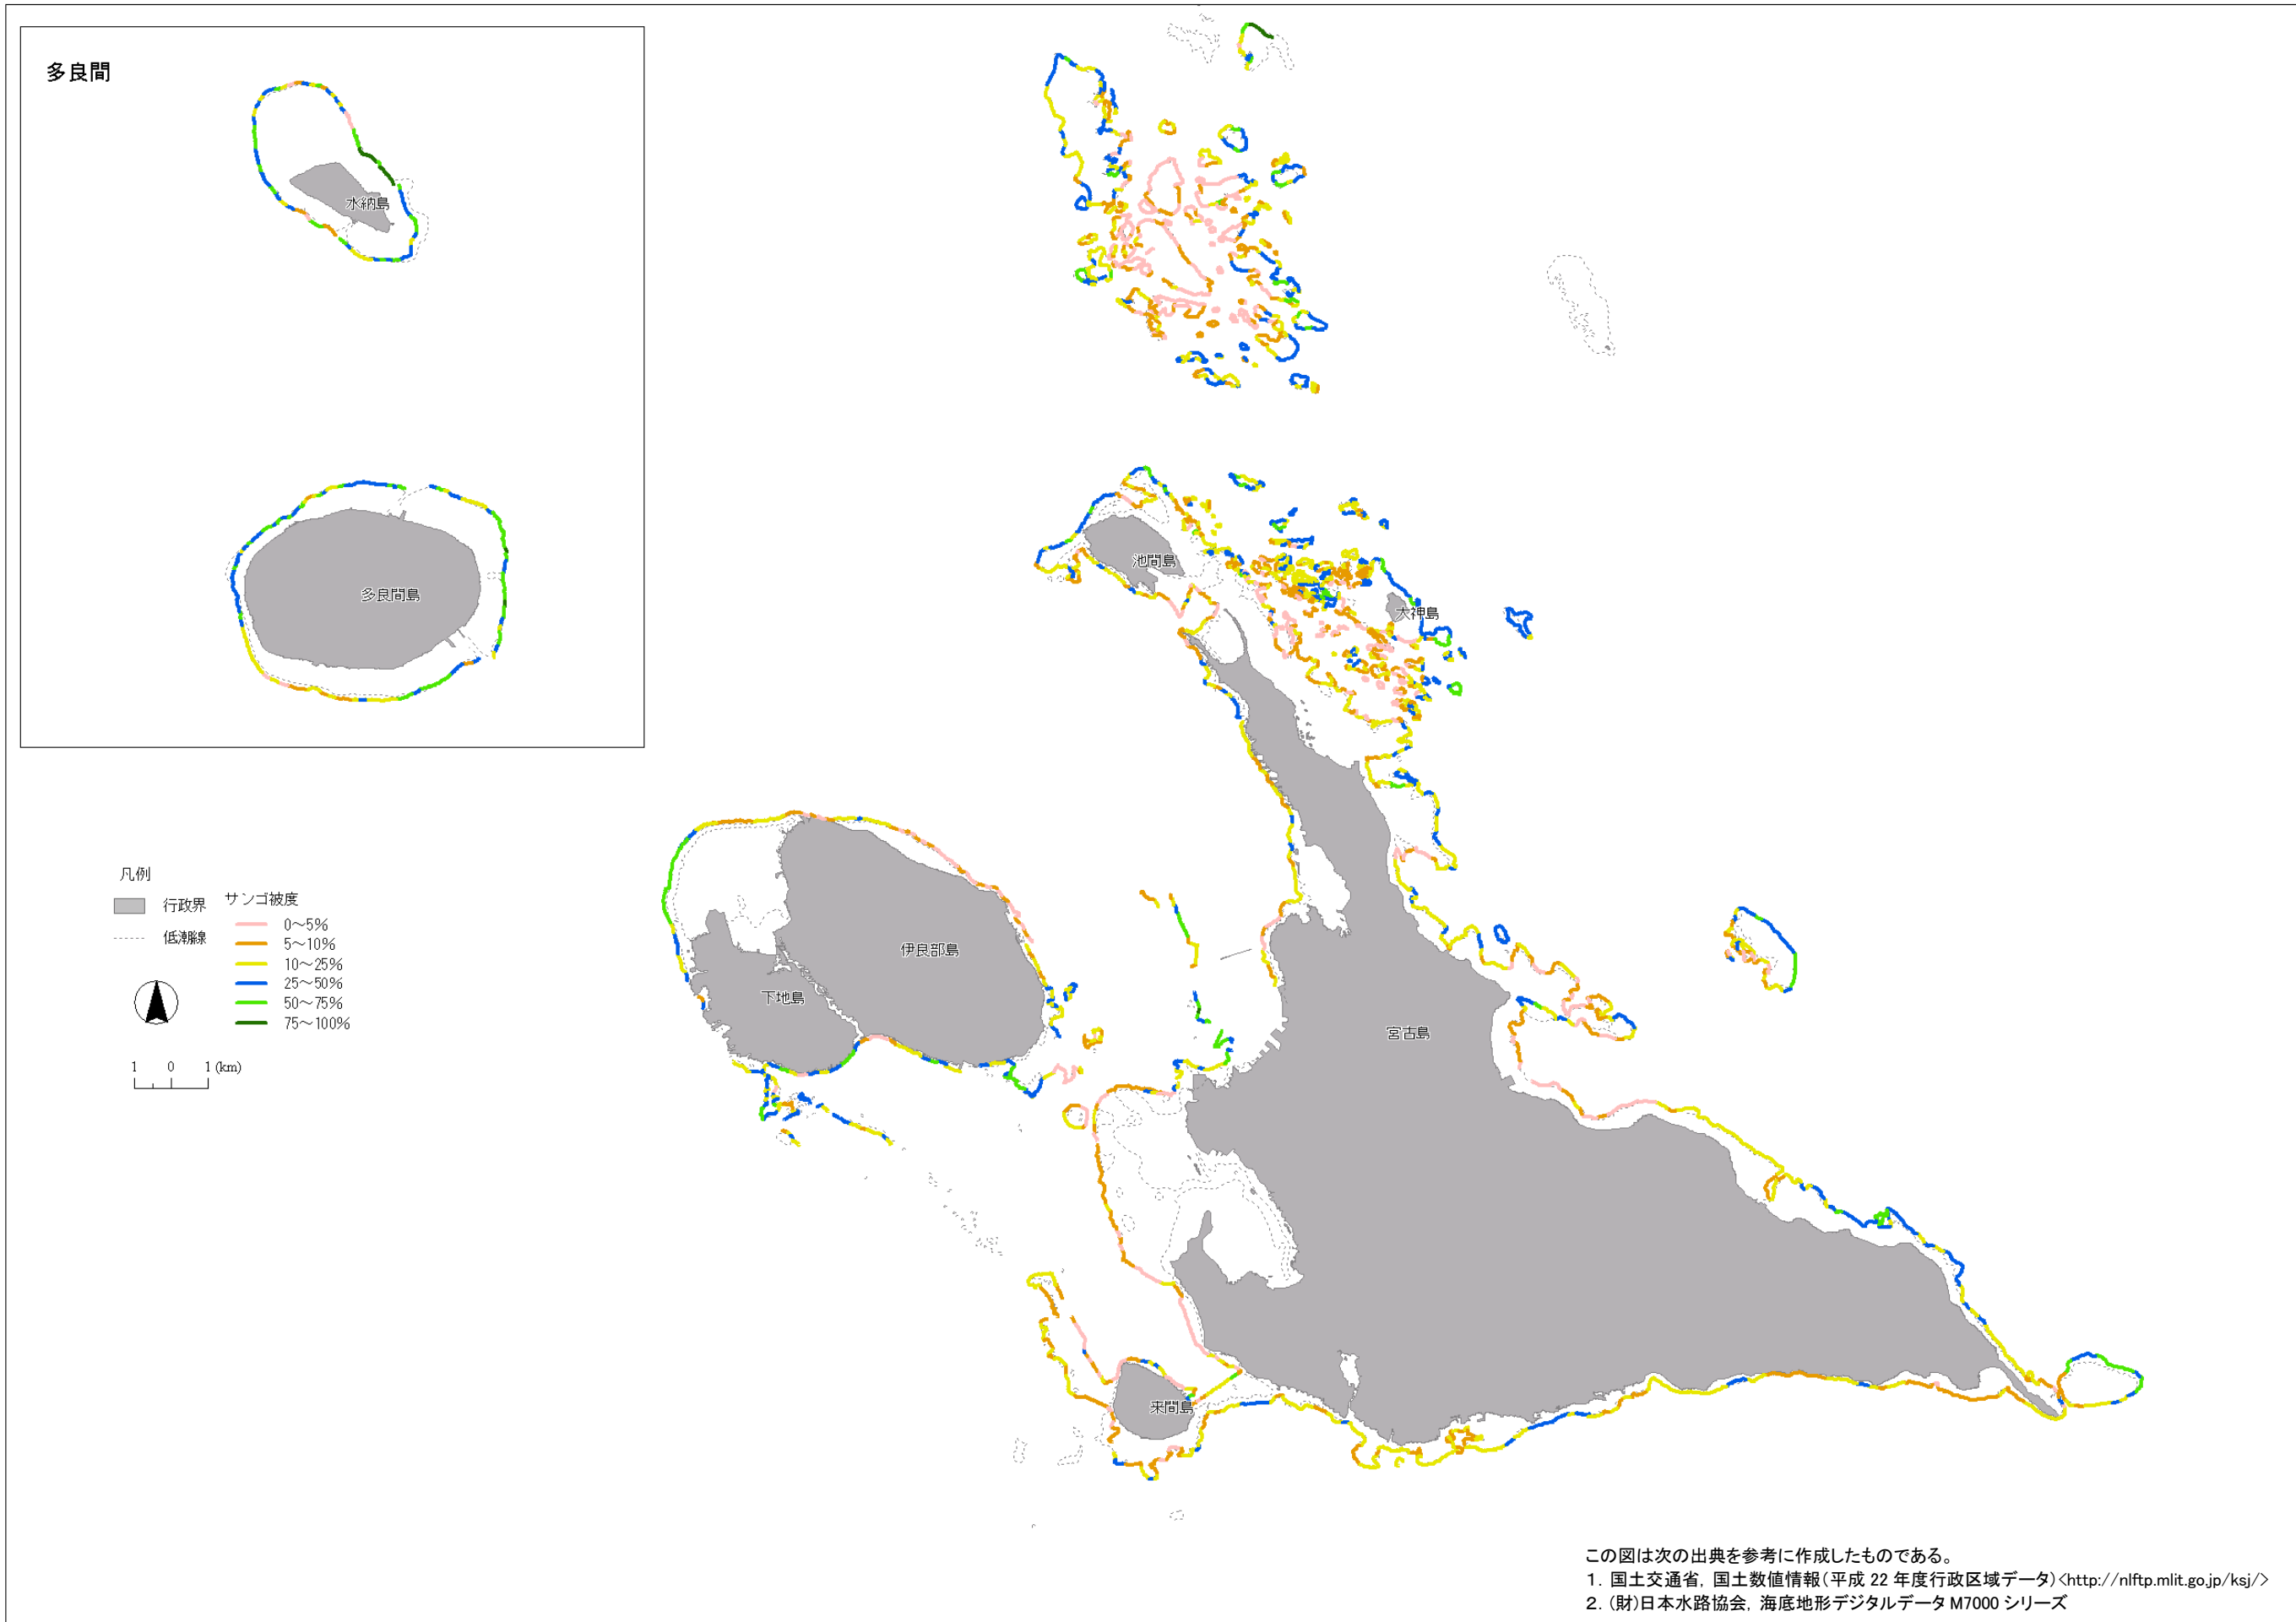 多良間
水納島
多良間島
池間島
大神島
伊良部島
下地島
宮古島
来間島
凡例
行政界
低潮線
サンゴ被度
0～5%
5～10%
10～25%
25～50%
50～75%
75～100%
1 0 1 (km)
この図は次の出典を参考に作成したものである。
1. 国土交通省, 国土数値情報(平成 22 年度行政区域データ)<http://nlftp.mlit.go.jp/ksj/>
2. (財)日本水路協会, 海底地形デジタルデータ M7000 シリーズ